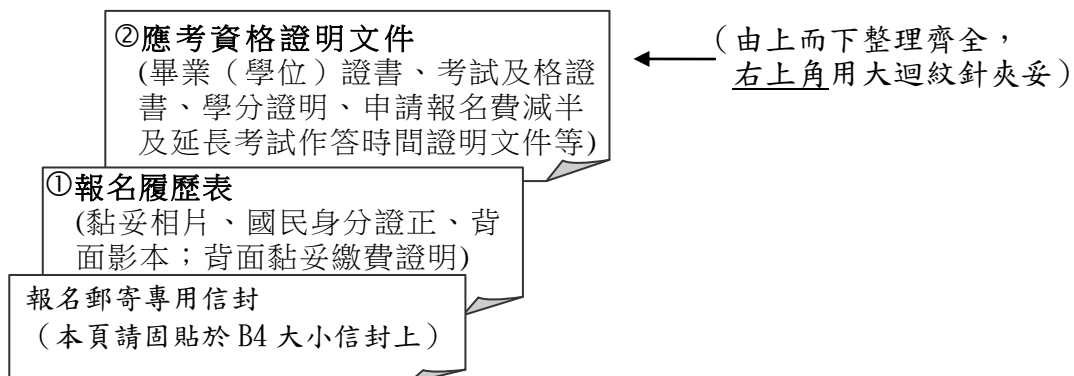 ②應考資格證明文件
(畢業（學位）證書、考試及格證
書、學分證明、申請報名費減半
及延長考試作答時間證明文件等)
（由上而下整理齊全，
右上角用大迴紋針夾妥）
①報名履歷表
(黏妥相片、國民身分證正、背
面影本；背面黏妥繳費證明)
報名郵寄專用信封
（本頁請固貼於 B4 大小信封上）